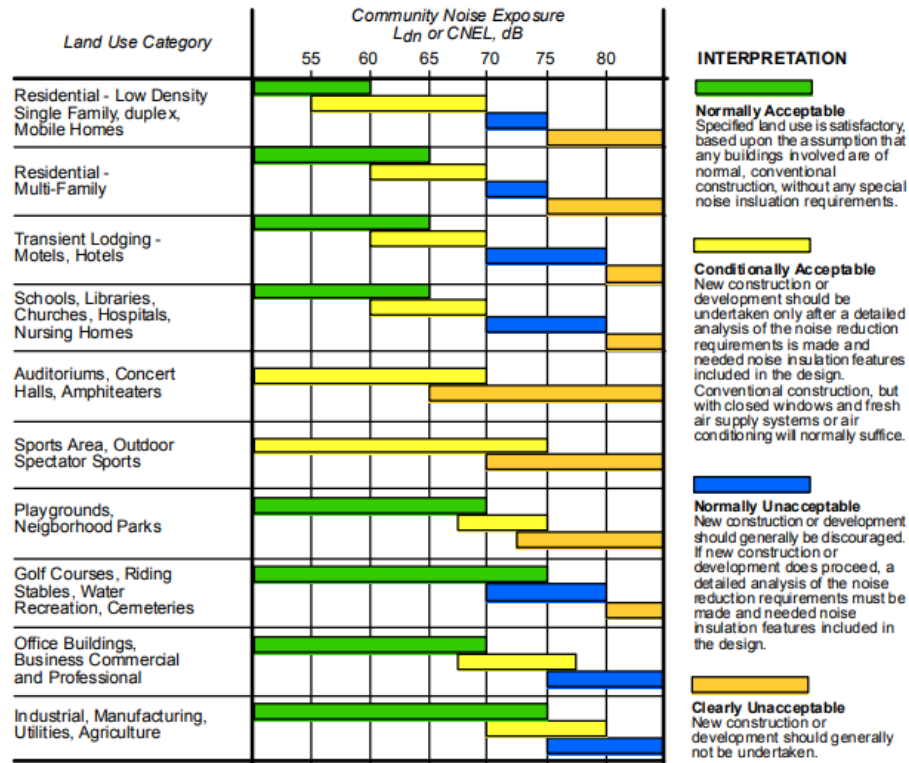 Community Noise Exposure
Ldn or CNEL, dB
Land Use Category
55 60 65 70 75 80
Residential - Low Density
Single Family, duplex,
Mobile Homes
Residential -
Multi-Family
Transient Lodging -
Motels, Hotels
Schools, Libraries,
Churches, Hospitals,
Nursing Homes
Auditoriums, Concert
Halls, Amphiteaters
Sports Area, Outdoor
Spectator Sports
Playgrounds,
Neigborhood Parks
Golf Courses, Riding
Stables, Water
Recreation, Cemeteries
Office Buildings,
Business Commercial
and Professional
Industrial, Manufacturing,
Utilities, Agriculture
INTERPRETATION
Normally Acceptable
Specified land use is satisfactory,
based upon the assumption that
any buildings involved are of
normal, conventional
construction, without any special
noise insluation requirements.
Conditionally Acceptable
New construction or
development should be
undertaken only after a detailed
analysis of the noise reduction
requirements is made and
needed noise insulation features
included in the design.
Conventional construction, but
with closed windows and fresh
air supply systems or air
conditioning will normally suffice.
Normally Unacceptable
New construction or development
should generally be discouraged.
If new construction or
development does proceed, a
detailed analysis of the noise
reduction requirements must be
made and needed noise
insulation features included in
the design.
Clearly Unacceptable
New construction or
development should generally
not be undertaken.